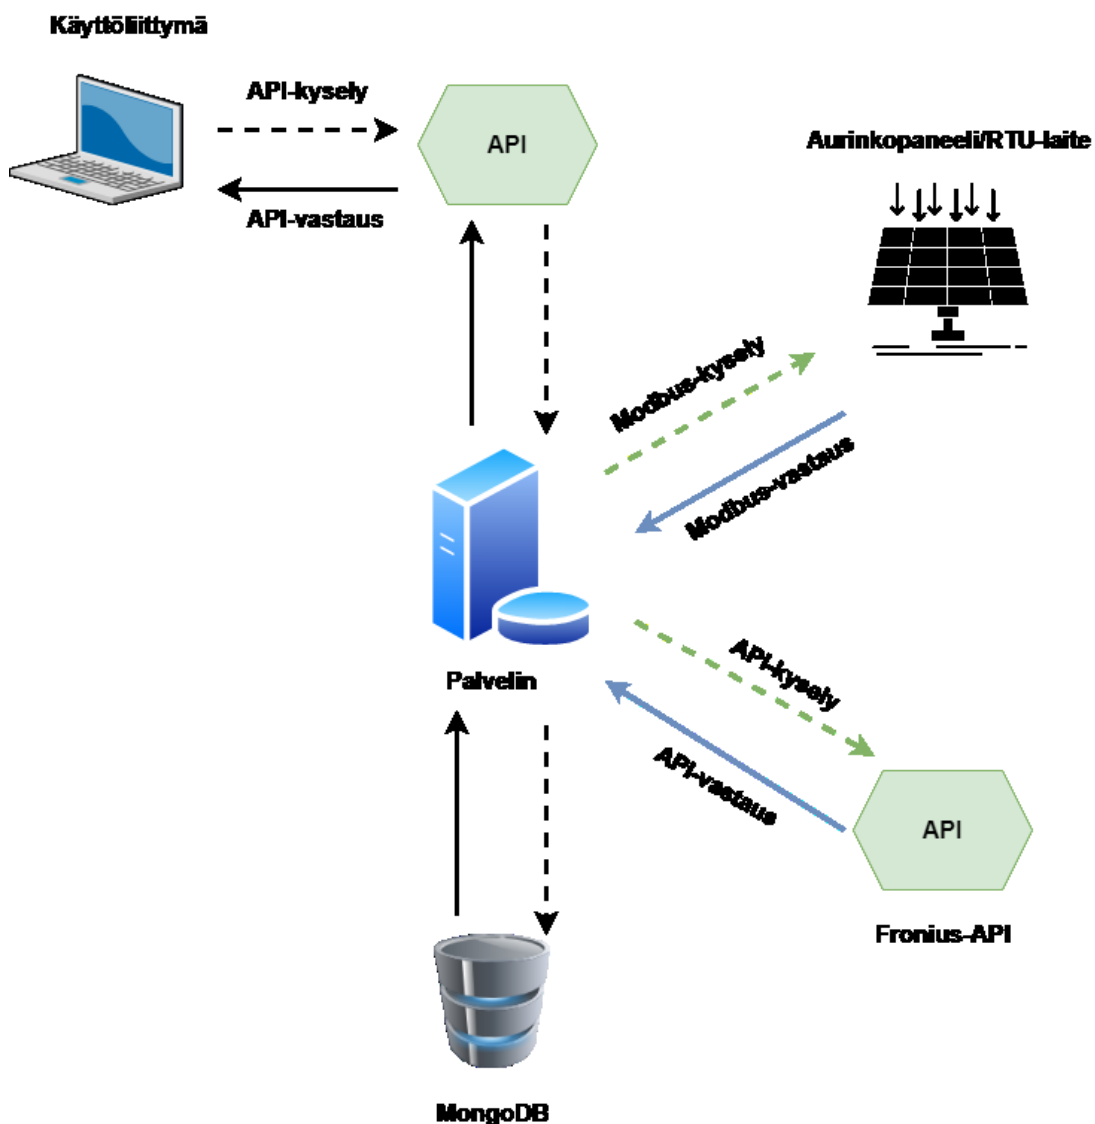 Käyttöliittymä
API-kysely
API
API-vastaus
Aurinkopaneeli/RTU-laite
Modbus-kysely
Modbus-vastaus
Palvelin
API-kysely
API-vastaus
API
Fronius-API
MongoDB